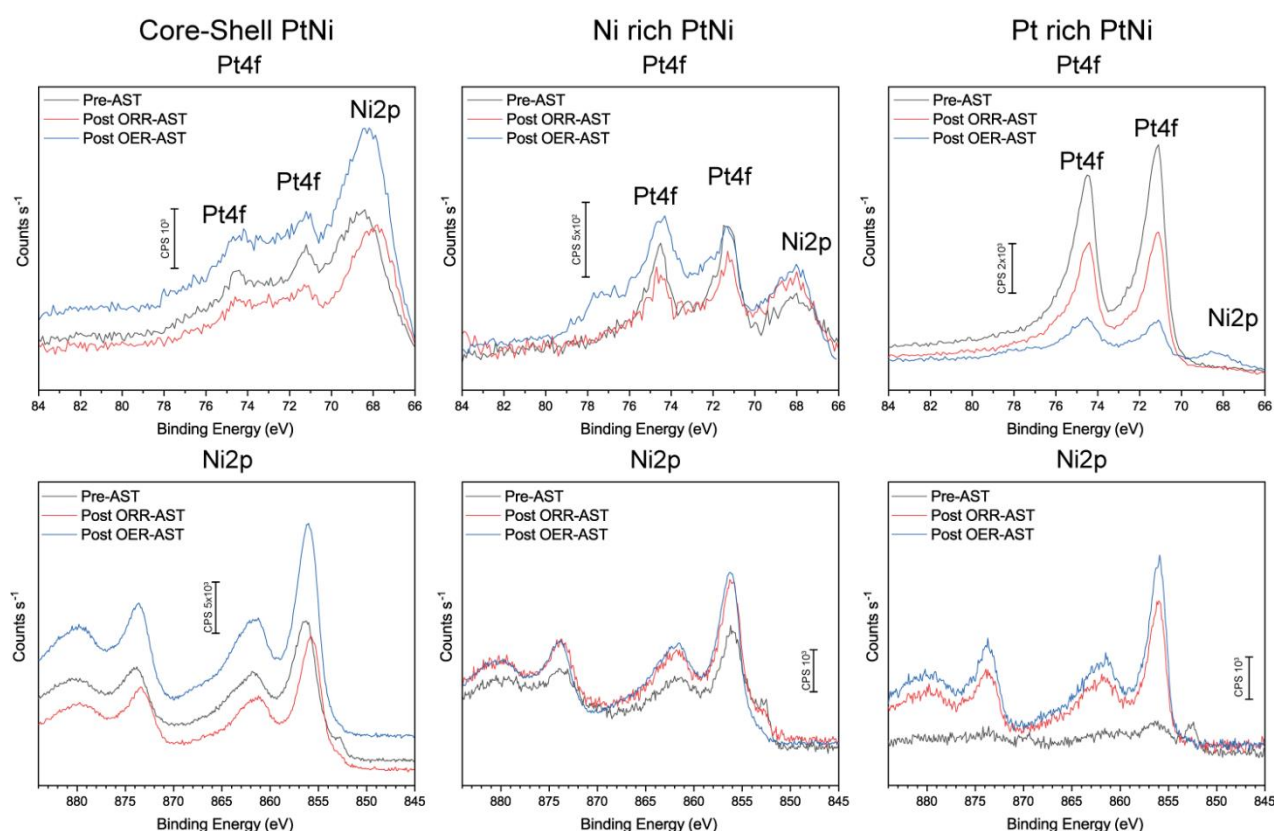 Core-Shell PtNi
Ni rich PtNi
Pt rich PtNi
Pt4f
Pt4f
Pt4f
Pre-AST
Post ORR-AST
Post OER-AST
Ni2p
Pt4f
Pt4f
CPS 10³
Counts s⁻¹
84 82 80 78 76 74 72 70 68 66
Binding Energy (eV)
Pre-AST
Post ORR-AST
Post OER-AST
Pt4f
Pt4f
Ni2p
CPS 5x10²
Counts s⁻¹
84 82 80 78 76 74 72 70 68 66
Binding Energy (eV)
Pre-AST
Post ORR-AST
Post OER-AST
Pt4f
Pt4f
Ni2p
CPS 2x10³
Counts s⁻¹
84 82 78 76 74 72 70 68 66
Binding Energy (eV)
Ni2p
Ni2p
Ni2p
Pre-AST
Post ORR-AST
Post OER-AST
CPS 5x10³
Counts s⁻¹
880 875 870 865 860 855 850 845
Binding Energy (eV)
Pre-AST
Post ORR-AST
Post OER-AST
CPS 10³
Counts s⁻¹
880 875 870 865 860 855 850 845
Binding Energy (eV)
Pre-AST
Post ORR-AST
Post OER-AST
CPS 10³
Counts s⁻¹
880 875 870 865 860 855 850 845
Binding Energy (eV)